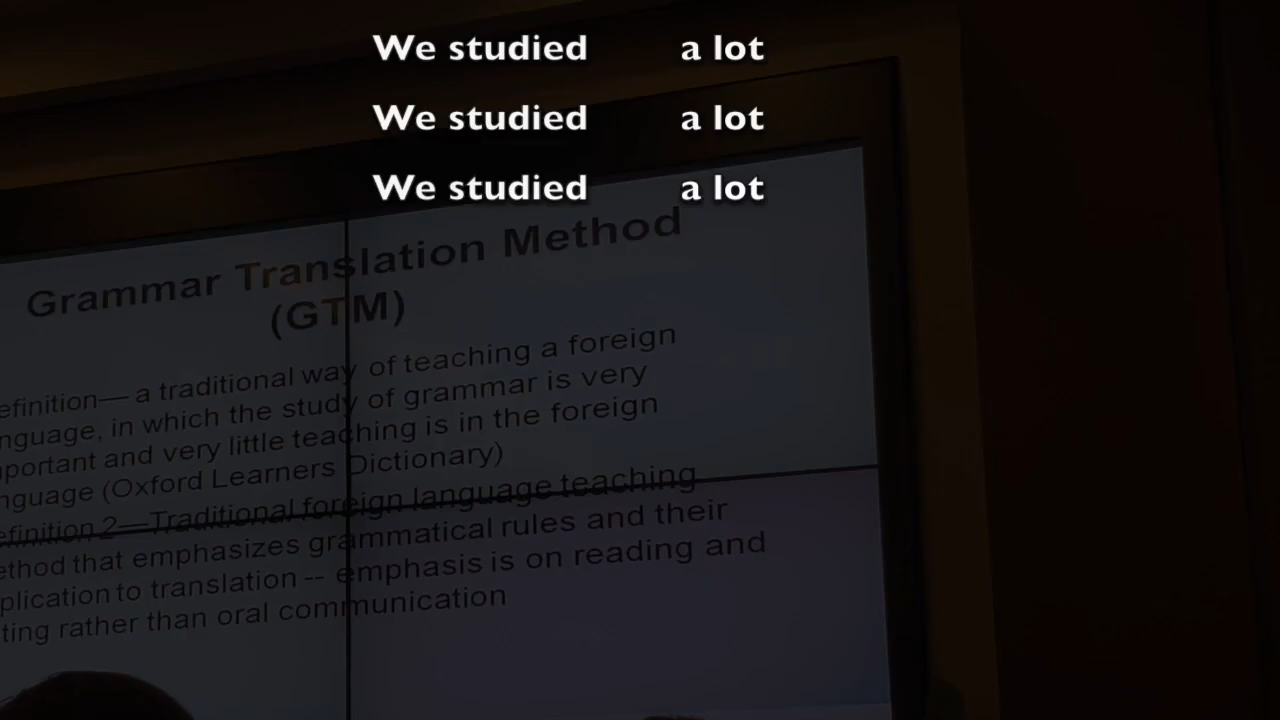 We studied a lot
We studied a lot
We studied a lot
Grammar Translation Method
(GTM)
efinition— a traditional way of teaching a foreign
nguage, in which the study of grammar is very
portant and very little teaching is in the foreign
nguage (Oxford Learners Dictionary)
efinition 2—Traditional foreign language teaching
ethod that emphasizes grammatical rules and their
plication to translation -- emphasis is on reading and
ting rather than oral communication